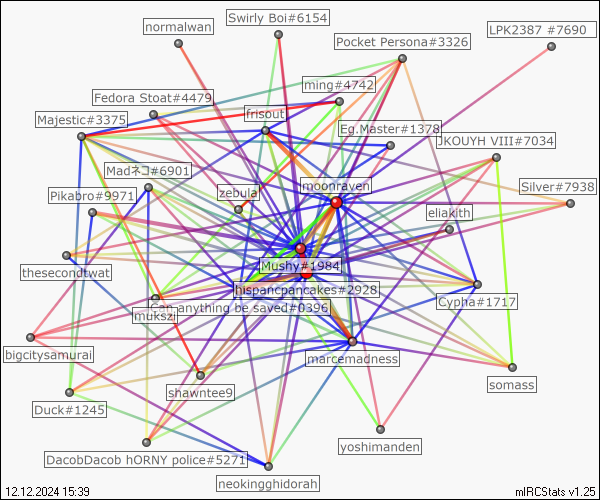 normalwan
Swirly Boi#6154
LPK2387 #7690
Pocket Persona#3326
ming#4742
Fedora Stoat#4479
Majestic#3375
frisout
Eg.Master#1378
JKOUYH VIII#7034
Madネコ#6901
Pikabro#9971
zebula
moonraven
Silver#7938
eliakith
thesecondtwat
Mushy#1984
hispancpancakes#2928
Cypha#1717
Can anything be saved#0396
muksz
bigcitysamurai
marcemadness
shawntee9
somass
Duck#1245
yoshimanden
DacobDacob hORNY police#5271
neokingghidorah
12.12.2024 15:39
mIRCStats v1.25